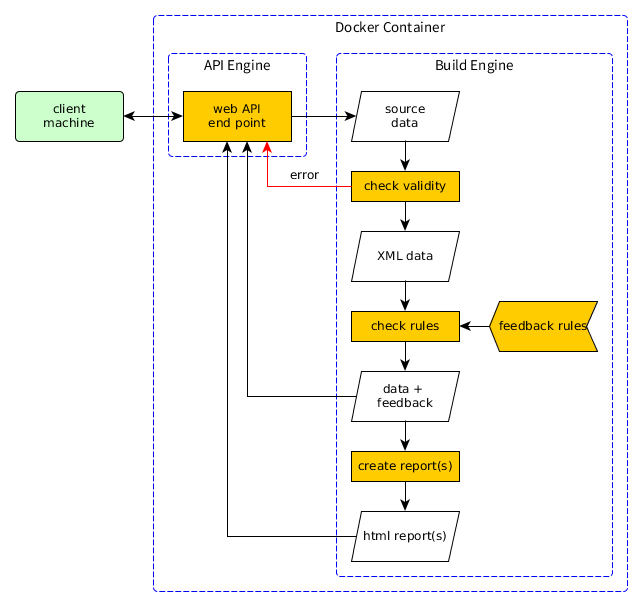 Docker Container
API Engine
Build Engine
client
machine
web API
end point
source
data
error
check validity
XML data
check rules
feedback rules
data +
feedback
create report(s)
html report(s)